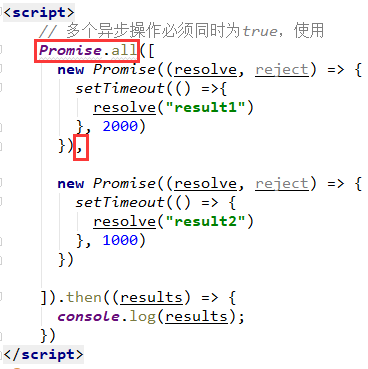 <script>
// 多个异步操作必须同时为true，使用
Promise.all([
new Promise((resolve, reject) => {
setTimeout(() =>{
resolve("result1")
}, 2000)
}),
new Promise((resolve, reject) => {
setTimeout(() => {
resolve("result2")
}, 1000)
})
]).then((results) => {
console.log(results);
})
</script>